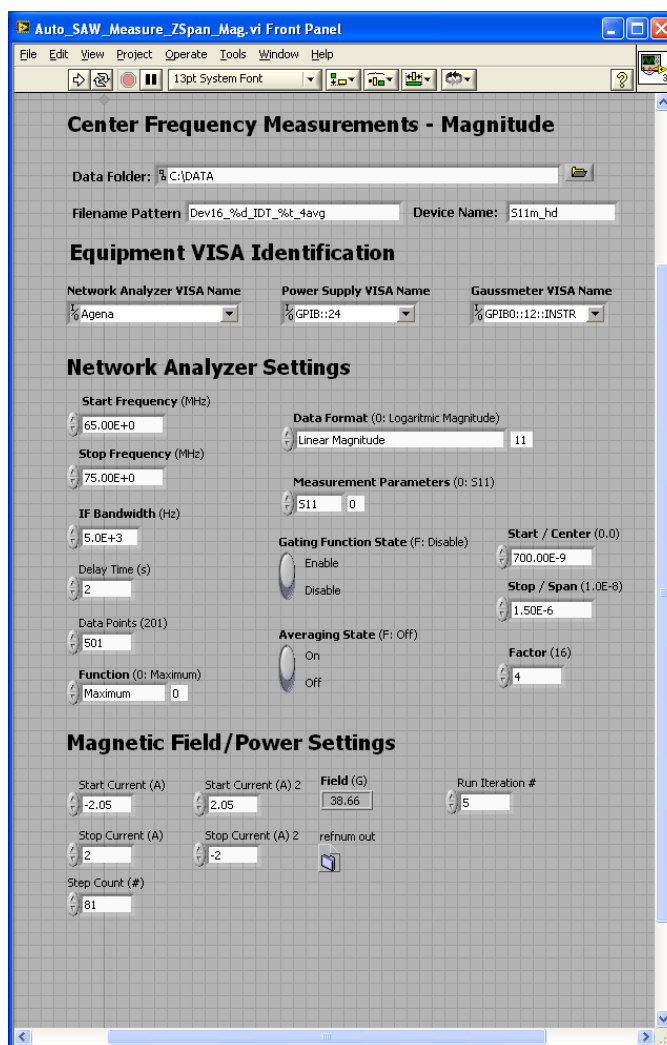 Auto_SAW_Measure_ZSpan_Mag.vi Front Panel
File Edit View Project Operate Tools Window Help
13pt System Font ?
3
Center Frequency Measurements - Magnitude
Data Folder: C:\DATA
Filename Pattern Dev16_%d_IDT_%t_4avg Device Name: S11m_hd
Equipment VISA Identification
Network Analyzer VISA Name Power Supply VISA Name Gaussmeter VISA Name
I/O Agena I/O GPIB::24 I/O GPIB0::12::INSTR
Network Analyzer Settings
Start Frequency (MHz)
65.00E+0
Data Format (0: Logaritmic Magnitude)
Linear Magnitude 11
Stop Frequency (MHz)
75.00E+0
Measurement Parameters (0: S11)
S11 0
IF Bandwidth (Hz)
5.0E+3
Gating Function State (F: Disable)
Enable
Disable
Start / Center (0.0)
700.00E-9
Delay Time (s)
2
Stop / Span (1.0E-8)
1.50E-6
Data Points (201)
501
Averaging State (F: Off)
On
Off
Factor (16)
4
Function (0: Maximum)
Maximum 0
Magnetic Field/Power Settings
Start Current (A) Start Current (A) 2 Field (G) Run Iteration #
-2.05 2.05 38.66 5
Stop Current (A) Stop Current (A) 2 refnum out
2 -2
Step Count (#)
81